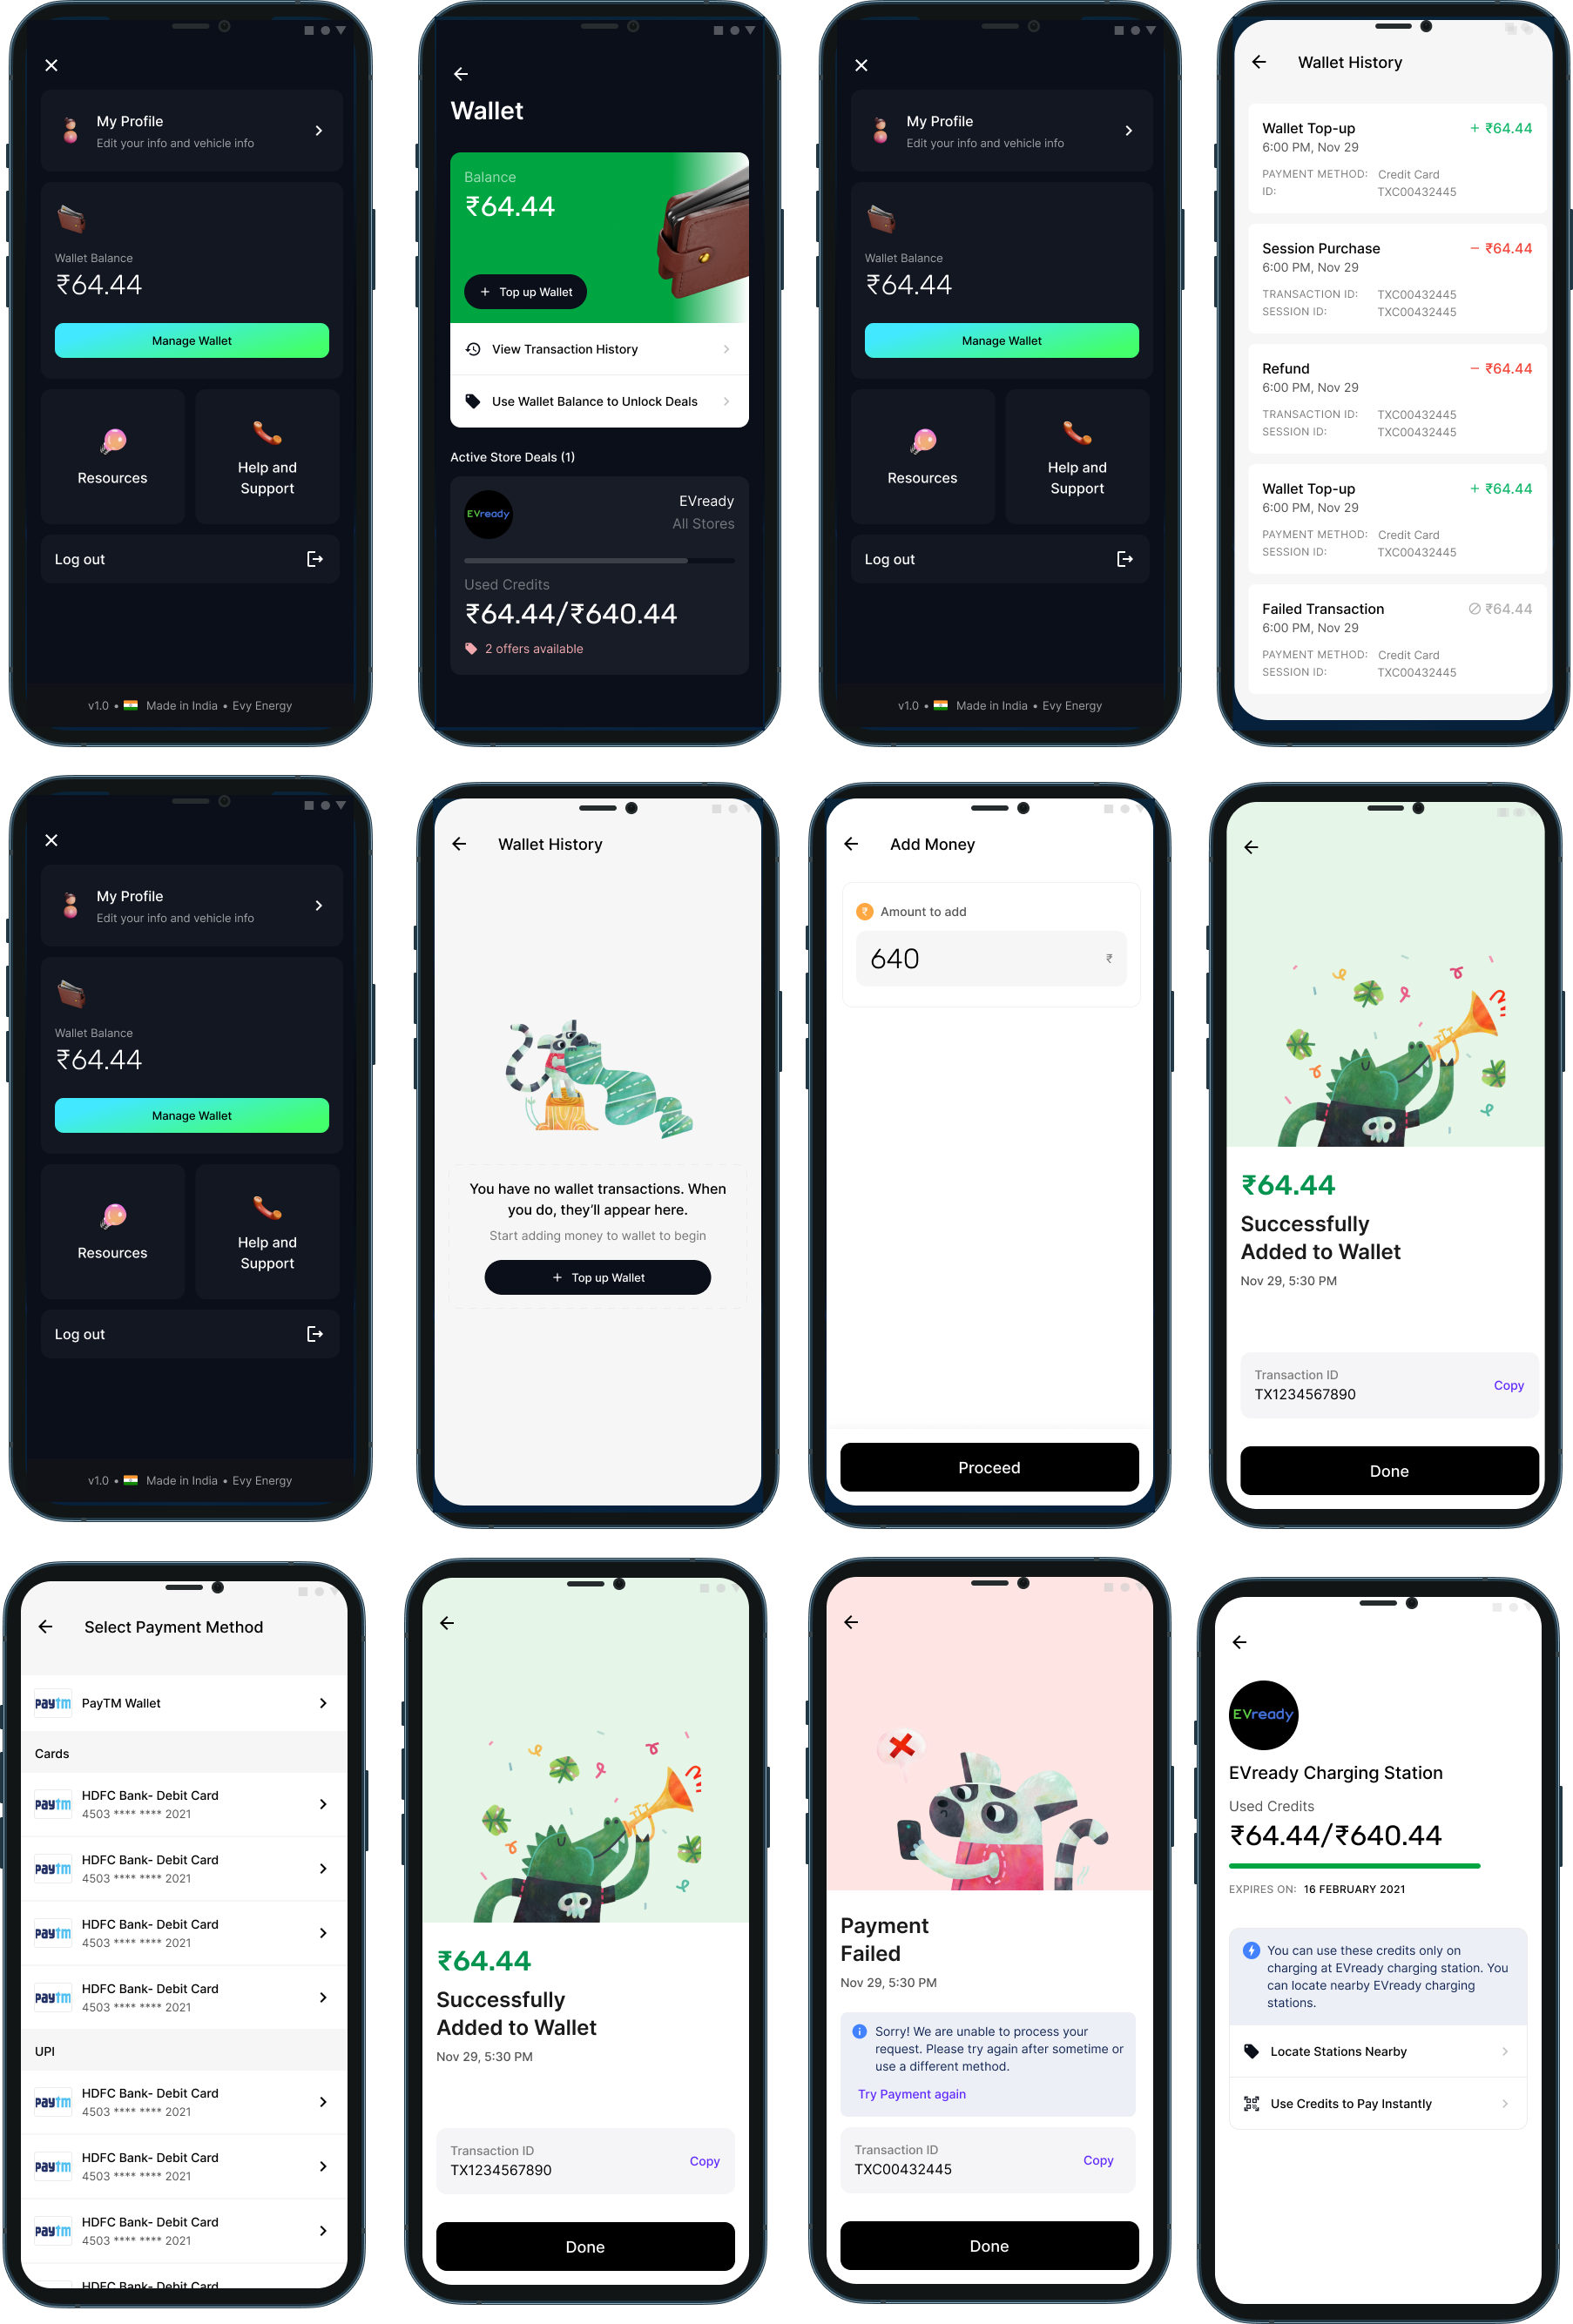 My Profile
Edit your info and vehicle info
Wallet Balance
₹64.44
Manage Wallet
Resources
Help and
Support
Log out
v1.0 • Made in India • Evy Energy
Wallet
Balance
₹64.44
Top up Wallet
View Transaction History
Use Wallet Balance to Unlock Deals
Active Store Deals (1)
EVready
EVready
All Stores
Used Credits
₹64.44/₹640.44
2 offers available
My Profile
Edit your info and vehicle info
Wallet Balance
₹64.44
Manage Wallet
Resources
Help and
Support
Log out
v1.0 • Made in India • Evy Energy
Wallet History
Wallet Top-up + ₹64.44
6:00 PM, Nov 29
PAYMENT METHOD: Credit Card
ID: TXC00432445
Session Purchase − ₹64.44
6:00 PM, Nov 29
TRANSACTION ID: TXC00432445
SESSION ID: TXC00432445
Refund − ₹64.44
6:00 PM, Nov 29
TRANSACTION ID: TXC00432445
SESSION ID: TXC00432445
Wallet Top-up + ₹64.44
6:00 PM, Nov 29
PAYMENT METHOD: Credit Card
SESSION ID: TXC00432445
Failed Transaction ₹64.44
6:00 PM, Nov 29
PAYMENT METHOD: Credit Card
SESSION ID: TXC00432445
My Profile
Edit your info and vehicle info
Wallet Balance
₹64.44
Manage Wallet
Resources
Help and
Support
Log out
v1.0 • Made in India • Evy Energy
Wallet History
You have no wallet transactions. When
you do, they’ll appear here.
Start adding money to wallet to begin
+ Top up Wallet
Add Money
₹ Amount to add
640 ₹
Proceed
₹64.44
Successfully
Added to Wallet
Nov 29, 5:30 PM
Transaction ID
TX1234567890
Copy
Done
Select Payment Method
paytm PayTM Wallet
Cards
paytm HDFC Bank- Debit Card
4503 **** **** 2021
paytm HDFC Bank- Debit Card
4503 **** **** 2021
paytm HDFC Bank- Debit Card
4503 **** **** 2021
paytm HDFC Bank- Debit Card
4503 **** **** 2021
UPI
paytm HDFC Bank- Debit Card
4503 **** **** 2021
paytm HDFC Bank- Debit Card
4503 **** **** 2021
paytm HDFC Bank- Debit Card
4503 **** **** 2021
HDFC Bank- Debit Card
₹64.44
Successfully
Added to Wallet
Nov 29, 5:30 PM
Transaction ID
TX1234567890
Copy
Done
Payment
Failed
Nov 29, 5:30 PM
Sorry! We are unable to process your
request. Please try again after sometime or
use a different method.
Try Payment again
Transaction ID
TXC00432445
Copy
Done
EVready
EVready Charging Station
Used Credits
₹64.44/₹640.44
EXPIRES ON: 16 FEBRUARY 2021
You can use these credits only on
charging at EVready charging station. You
can locate nearby EVready charging
stations.
Locate Stations Nearby
Use Credits to Pay Instantly